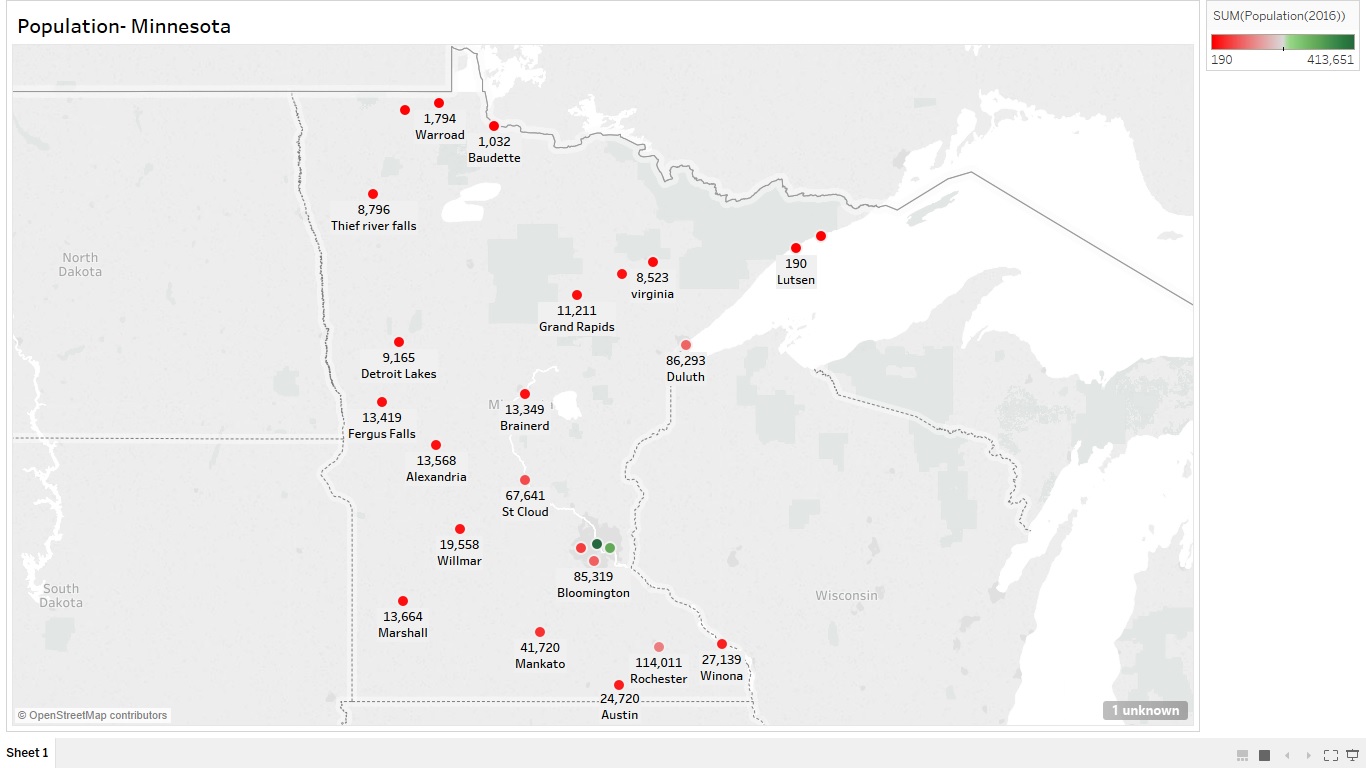 Population- Minnesota
SUM(Population(2016))
190
413,651
1,794
Warroad
1,032
Baudette
8,796
Thief river falls
North
Dakota
190
Lutsen
8,523
virginia
11,211
Grand Rapids
86,293
Duluth
9,165
Detroit Lakes
13,349
Brainerd
13,419
Fergus Falls
13,568
Alexandria
67,641
St Cloud
19,558
Willmar
85,319
Bloomington
South
Dakota
Wisconsin
13,664
Marshall
41,720
Mankato
114,011
Rochester
27,139
Winona
24,720
Austin
© OpenStreetMap contributors
1 unknown
Sheet 1